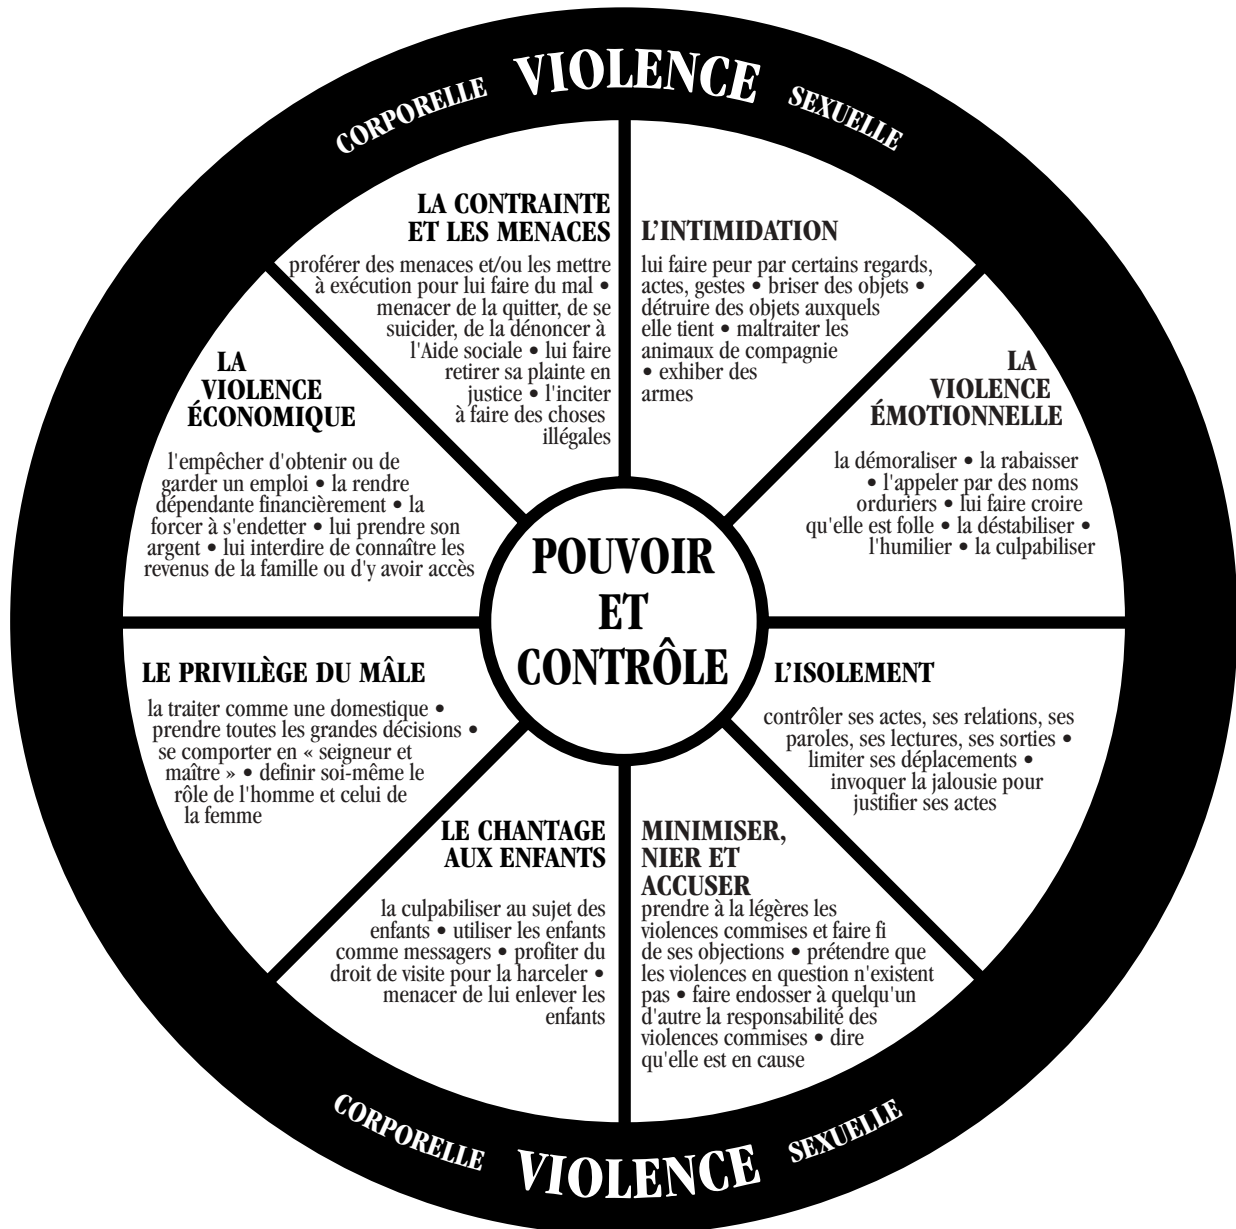 CORPORELLE VIOLENCE SEXUELLE
LA CONTRAINTE
ET LES MENACES
proférer des menaces et/ou les mettre
à exécution pour lui faire du mal •
menacer de la quitter, de se
suicider, de la dénoncer à
l'Aide sociale • lui faire
retirer sa plainte en
justice • l'inciter
à faire des choses
illégales
L'INTIMIDATION
lui faire peur par certains regards,
actes, gestes • briser des objets •
détruire des objets auxquels
elle tient • maltraiter les
animaux de compagnie
• exhiber des
armes
LA
VIOLENCE
ÉCONOMIQUE
l'empêcher d'obtenir ou de
garder un emploi • la rendre
dépendante financièrement • la
forcer à s'endetter • lui prendre son
argent • lui interdire de connaître les
revenus de la famille ou d'y avoir accès
LA
VIOLENCE
ÉMOTIONNELLE
la démoraliser • la rabaisser
• l'appeler par des noms
orduriers • lui faire croire
qu'elle est folle • la déstabiliser •
l'humilier • la culpabiliser
POUVOIR
ET
CONTRÔLE
LE PRIVILÈGE DU MÂLE
la traiter comme une domestique •
prendre toutes les grandes décisions •
se comporter en « seigneur et
maître » • definir soi-même le
rôle de l'homme et celui de
la femme
L'ISOLEMENT
contrôler ses actes, ses relations, ses
paroles, ses lectures, ses sorties •
limiter ses déplacements •
invoquer la jalousie pour
justifier ses actes
LE CHANTAGE
AUX ENFANTS
la culpabiliser au sujet des
enfants • utiliser les enfants
comme messagers • profiter du
droit de visite pour la harceler •
menacer de lui enlever les
enfants
MINIMISER,
NIER ET
ACCUSER
prendre à la légères les
violences commises et faire fi
de ses objections • prétendre que
les violences en question n'existent
pas • faire endosser à quelqu'un
d'autre la responsabilité des
violences commises • dire
qu'elle est en cause
CORPORELLE VIOLENCE SEXUELLE